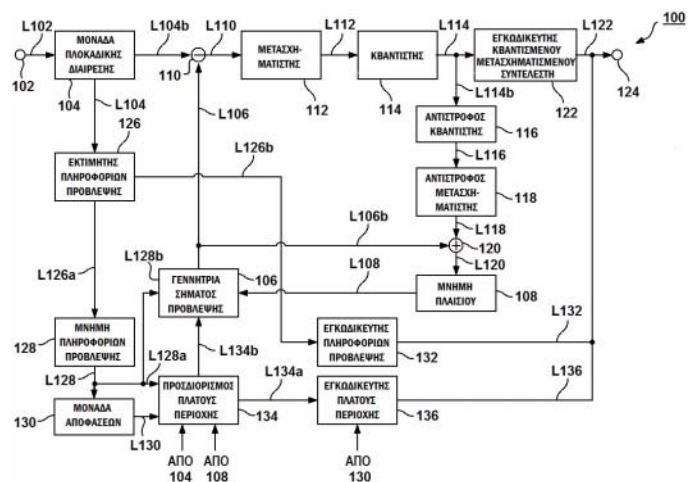 100
L102
102
ΜΟΝΑΔΑ
ΠΛΟΚΑΔΙΚΗΣ
ΔΙΑΙΡΕΣΗΣ
104
L104b
L104
110
L110
ΜΕΤΑΣΧΗ-
ΜΑΤΙΣΤΗΣ
112
L112
ΚΒΑΝΤΙΣΤΗΣ
114
L114
ΕΓΚΩΔΙΚΕΥΤΗΣ
ΚΒΑΝΤΙΣΜΕΝΟΥ
ΜΕΤΑΣΧΗΜΑΤΙΣΜΕΝΟΥ
ΣΥΝΤΕΛΕΣΤΗ
122
L122
124
L114b
L106
126
ΕΚΤΙΜΗΤΗΣ
ΠΛΗΡΟΦΟΡΙΩΝ
ΠΡΟΒΛΕΨΗΣ
L126b
ΑΝΤΙΣΤΡΟΦΟΣ
ΚΒΑΝΤΙΣΤΗΣ
116
L116
ΑΝΤΙΣΤΡΟΦΟΣ
ΜΕΤΑΣΧΗ-
ΜΑΤΙΣΤΗΣ
118
L118
120
L120
L106b
L126a
L128b
ΓΕΝΝΗΤΡΙΑ
ΣΗΜΑΤΟΣ
ΠΡΟΒΛΕΨΗΣ
106
L108
ΜΝΗΜΗ
ΠΛΑΙΣΙΟΥ
108
128
ΜΝΗΜΗ
ΠΛΗΡΟΦΟΡΙΩΝ
ΠΡΟΒΛΕΨΗΣ
L128
L128a
L134b
ΕΓΚΩΔΙΚΕΥΤΗΣ
ΠΛΗΡΟΦΟΡΙΩΝ
ΠΡΟΒΛΕΨΗΣ
132
L132
130
ΜΟΝΑΔΑ
ΑΠΟΦΑΣΕΩΝ
L130
ΠΡΟΣΔΙΟΡΙΣΜΟΣ
ΠΛΑΤΟΥΣ
ΠΕΡΙΟΧΗΣ
134
L134a
ΕΓΚΩΔΙΚΕΥΤΗΣ
ΠΛΑΤΟΥΣ
ΠΕΡΙΟΧΗΣ
136
L136
ΑΠΟ
104
ΑΠΟ
108
ΑΠΟ
130